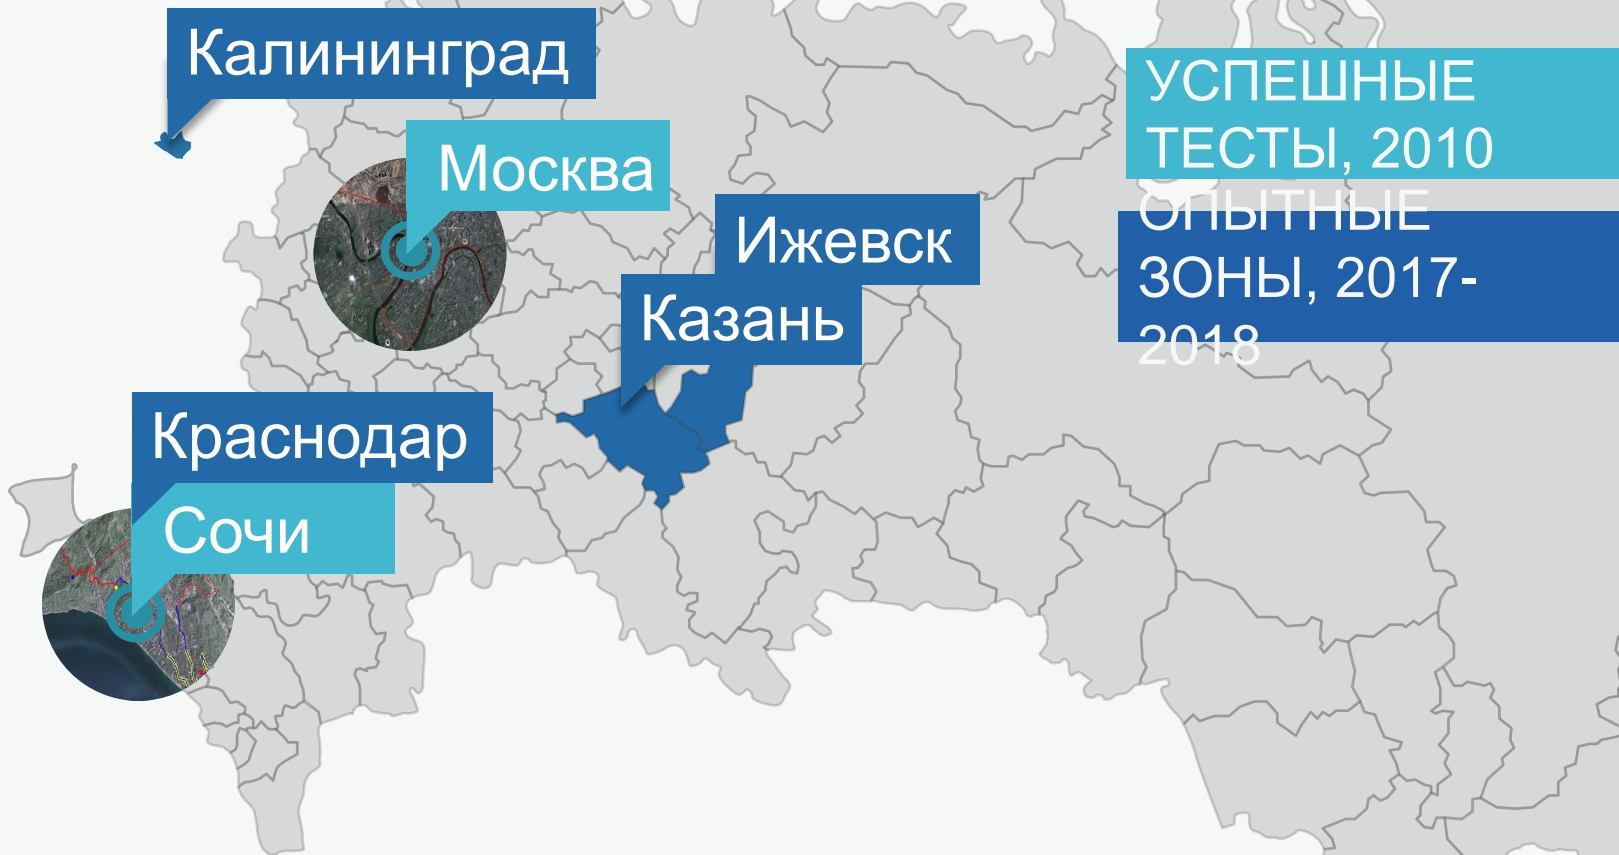 Калининград
Москва
Ижевск
Казань
Краснодар
Сочи
УСПЕШНЫЕ
ТЕСТЫ, 2010
ОПЫТНЫЕ
ЗОНЫ, 2017-
2018